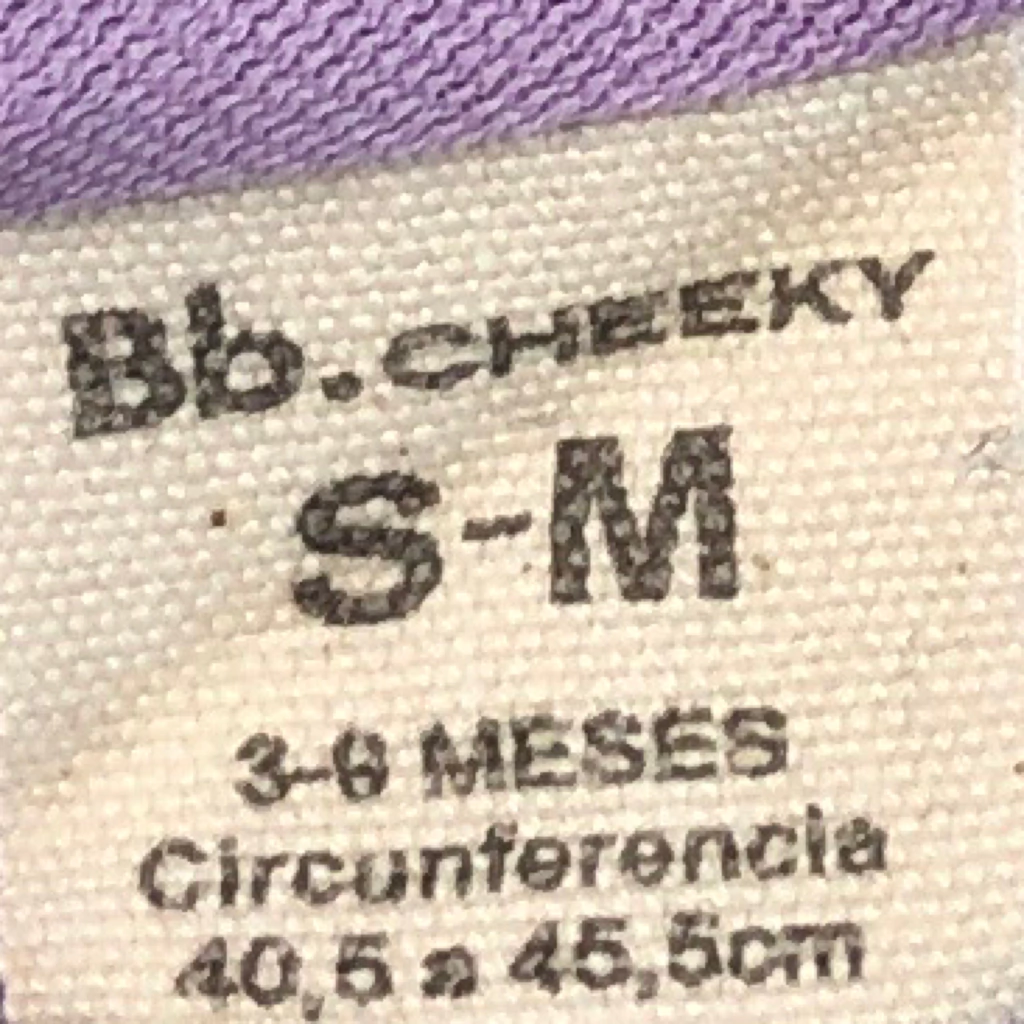 Bb.CHEEKY
S-M
3-6 MESES
Circunferencia
40,5 a 45,5cm